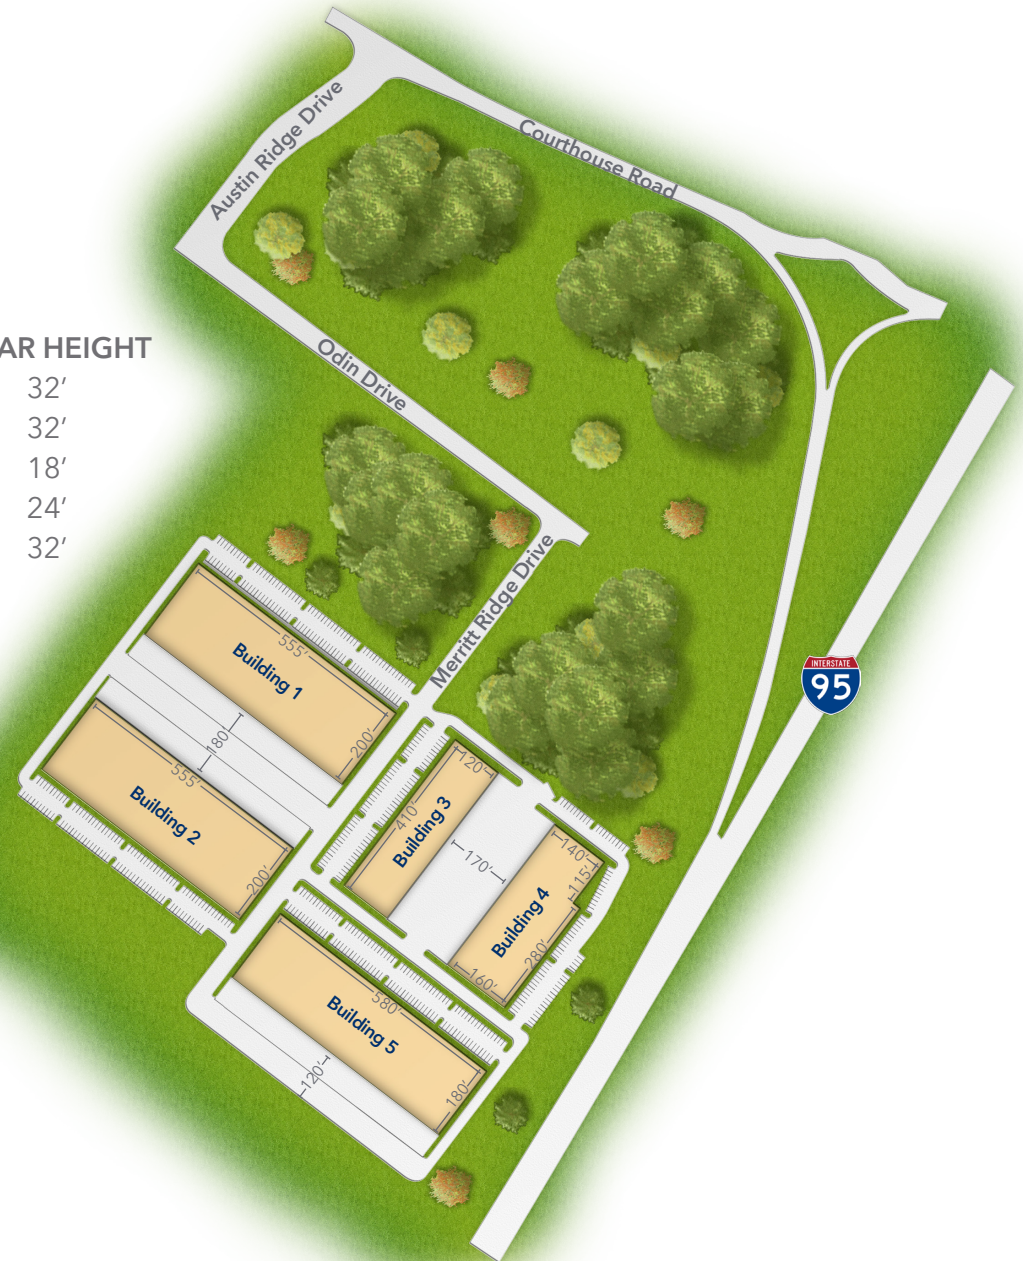 Austin Ridge Drive
Courthouse Road
AR HEIGHT
32′
32′
18′
24′
32′
Odin Drive
Merritt Ridge Drive
INTERSTATE
95
555′
Building 1
200′
180′
555′
Building 2
200′
120′
410′
Building 3
170′
140′
115′
Building 4
280′
160′
580′
Building 5
180′
120′